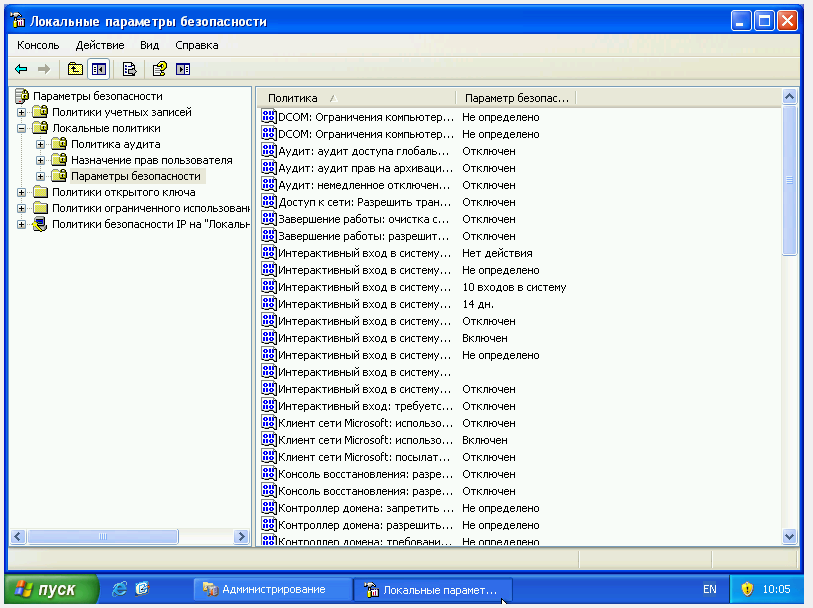 Локальные параметры безопасности
Консоль Действие Вид Справка
Параметры безопасности
Политики учетных записей
Локальные политики
Политика аудита
Назначение прав пользователя
Параметры безопасности
Политики открытого ключа
Политики ограниченного использован
Политики безопасности IP на "Локальн
Политика Параметр безопас...
DCOM: Ограничения компьютер... Не определено
DCOM: Ограничения компьютер... Не определено
Аудит: аудит доступа глобаль... Отключен
Аудит: аудит прав на архиваци... Отключен
Аудит: немедленное отключен... Отключен
Доступ к сети: Разрешить тран... Отключен
Завершение работы: очистка с... Отключен
Завершение работы: разрешит... Отключен
Интерактивный вход в систему... Нет действия
Интерактивный вход в систему... Не определено
Интерактивный вход в систему... 10 входов в систему
Интерактивный вход в систему... 14 дн.
Интерактивный вход в систему... Отключен
Интерактивный вход в систему... Включен
Интерактивный вход в систему... Не определено
Интерактивный вход в систему...
Интерактивный вход в систему... Отключен
Интерактивный вход: требуетс... Отключен
Клиент сети Microsoft: использо... Отключен
Клиент сети Microsoft: использо... Включен
Клиент сети Microsoft: посылат... Отключен
Консоль восстановления: разре... Отключен
Консоль восстановления: разре... Отключен
Контроллер домена: запретить ... Не определено
Контроллер домена: разрешить... Не определено
Контроллер домена: требовани... Не определено
пуск Администрирование Локальные парамет... EN 10:05